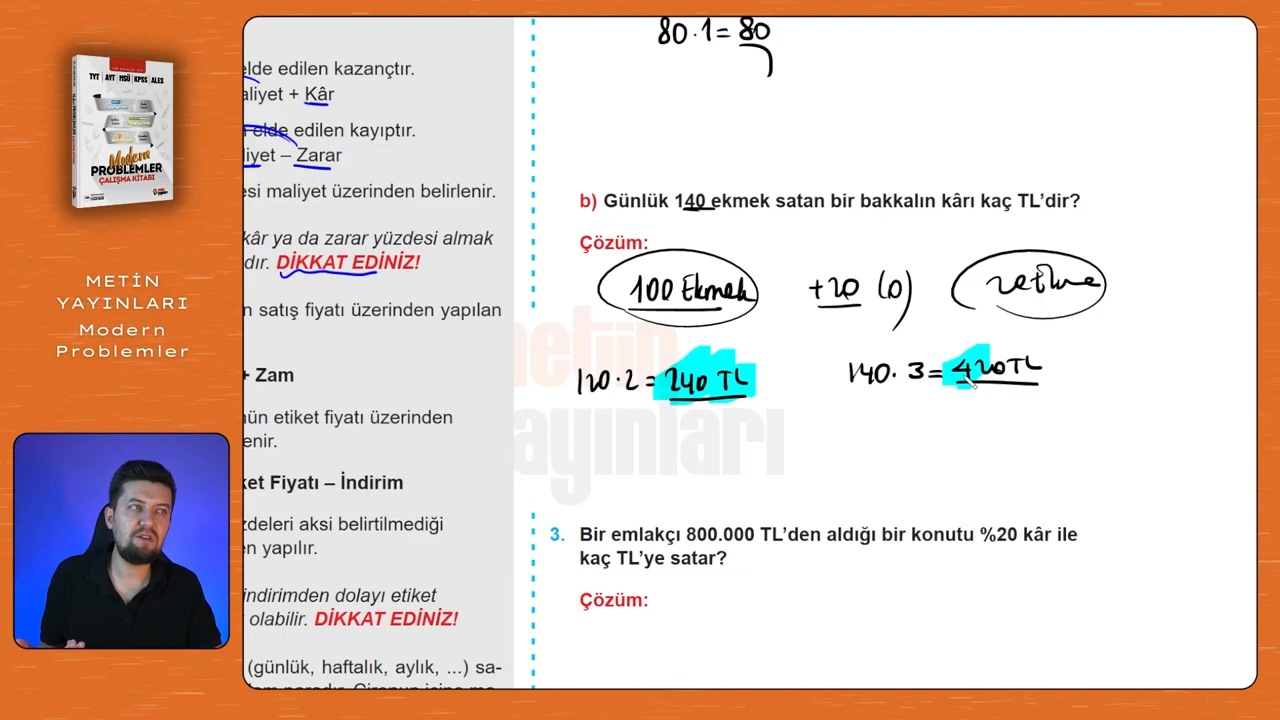 TYT | AYT | MSÜ | KPSS | ALES
Modern
PROBLEMLER
ÇALIŞMA KİTABI
METİN
YAYINLARI
Modern
Problemler
elde edilen kazançtır.
aliyet + Kâr
elde edilen kayıptır.
liyet – Zarar
esi maliyet üzerinden belirlenir.
kâr ya da zarar yüzdesi almak
dır. DİKKAT EDİNİZ!
n satış fiyatı üzerinden yapılan
+ Zam
nün etiket fiyatı üzerinden
enir.
ket Fiyatı – İndirim
zdeleri aksi belirtilmediği
en yapılır.
indirimden dolayı etiket
olabilir. DİKKAT EDİNİZ!
(günlük, haftalık, aylık, ...) sa-
80 · 1 = 80
b) Günlük 140 ekmek satan bir bakkalın kârı kaç TL’dir?
Çözüm:
100 Ekmek +20 (0)
120 · 2 = 240 TL 140 · 3 = 420 TL
metin
yayınları
3. Bir emlakçı 800.000 TL’den aldığı bir konutu %20 kâr ile
kaç TL’ye satar?
Çözüm: